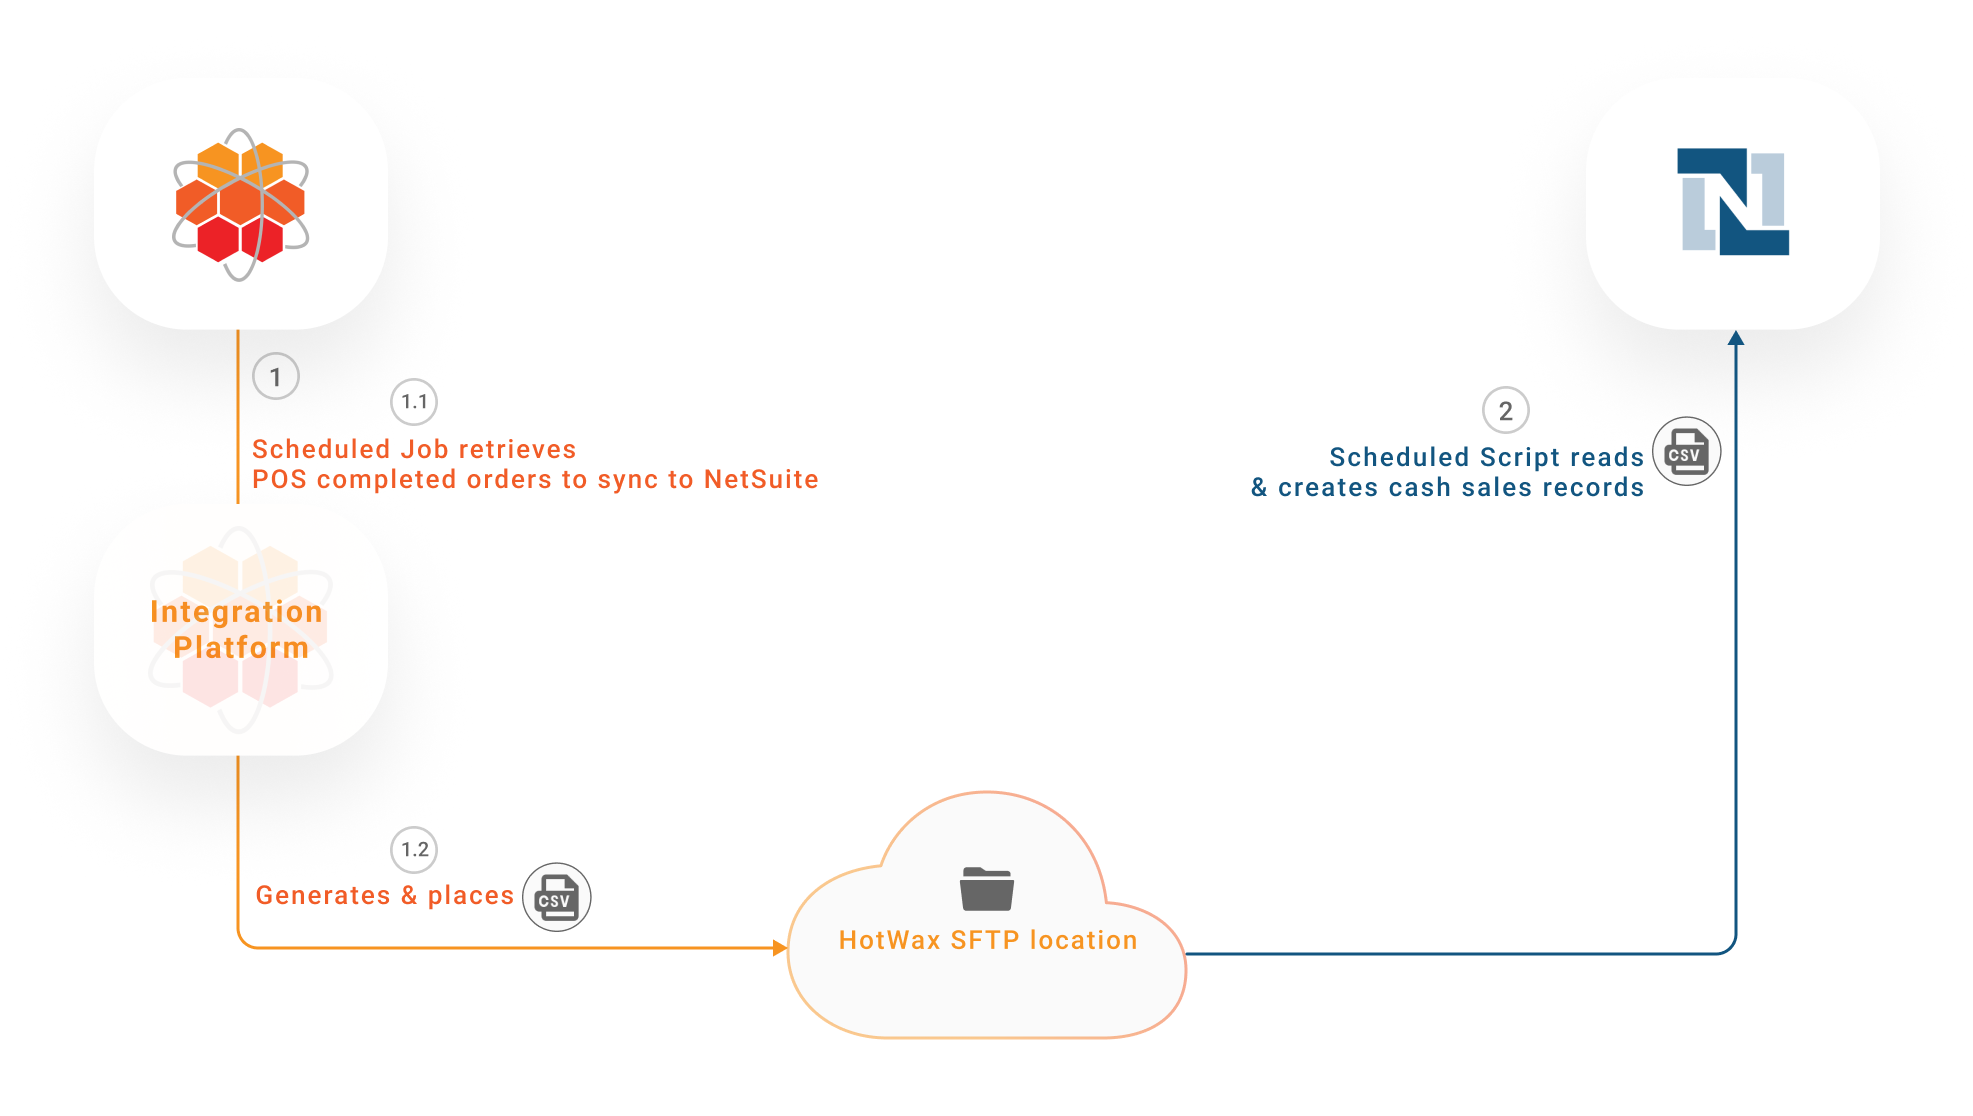 1
1.1
Scheduled Job retrieves
POS completed orders to sync to NetSuite
Integration
Platform
1.2
Generates & places
CSV
HotWax SFTP location
2
Scheduled Script reads
& creates cash sales records
CSV
N